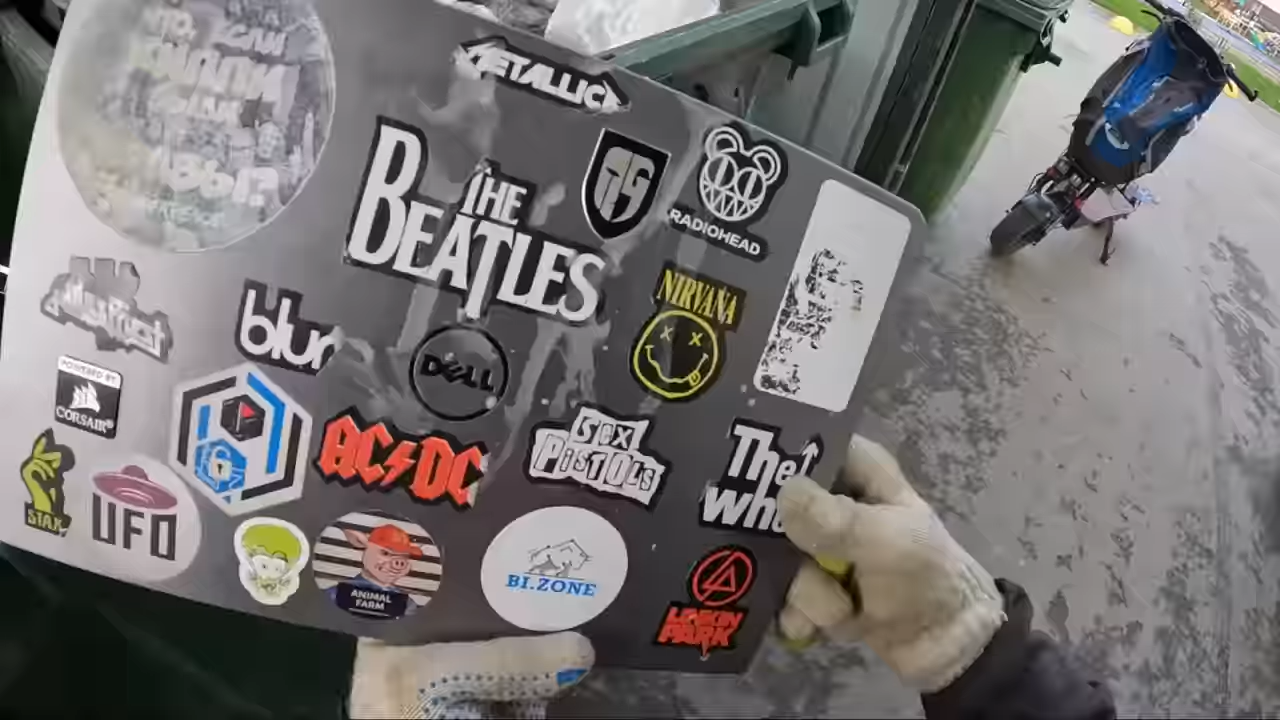 METALLICA
THE
BEATLES
RADIOHEAD
NIRVANA
blur
DELL
POWERED BY
CORSAIR
AC/DC
SEX
PISTOLS
The
who
STAX
UFO
ANIMAL
FARM
BI.ZONE
LINKIN
PARK